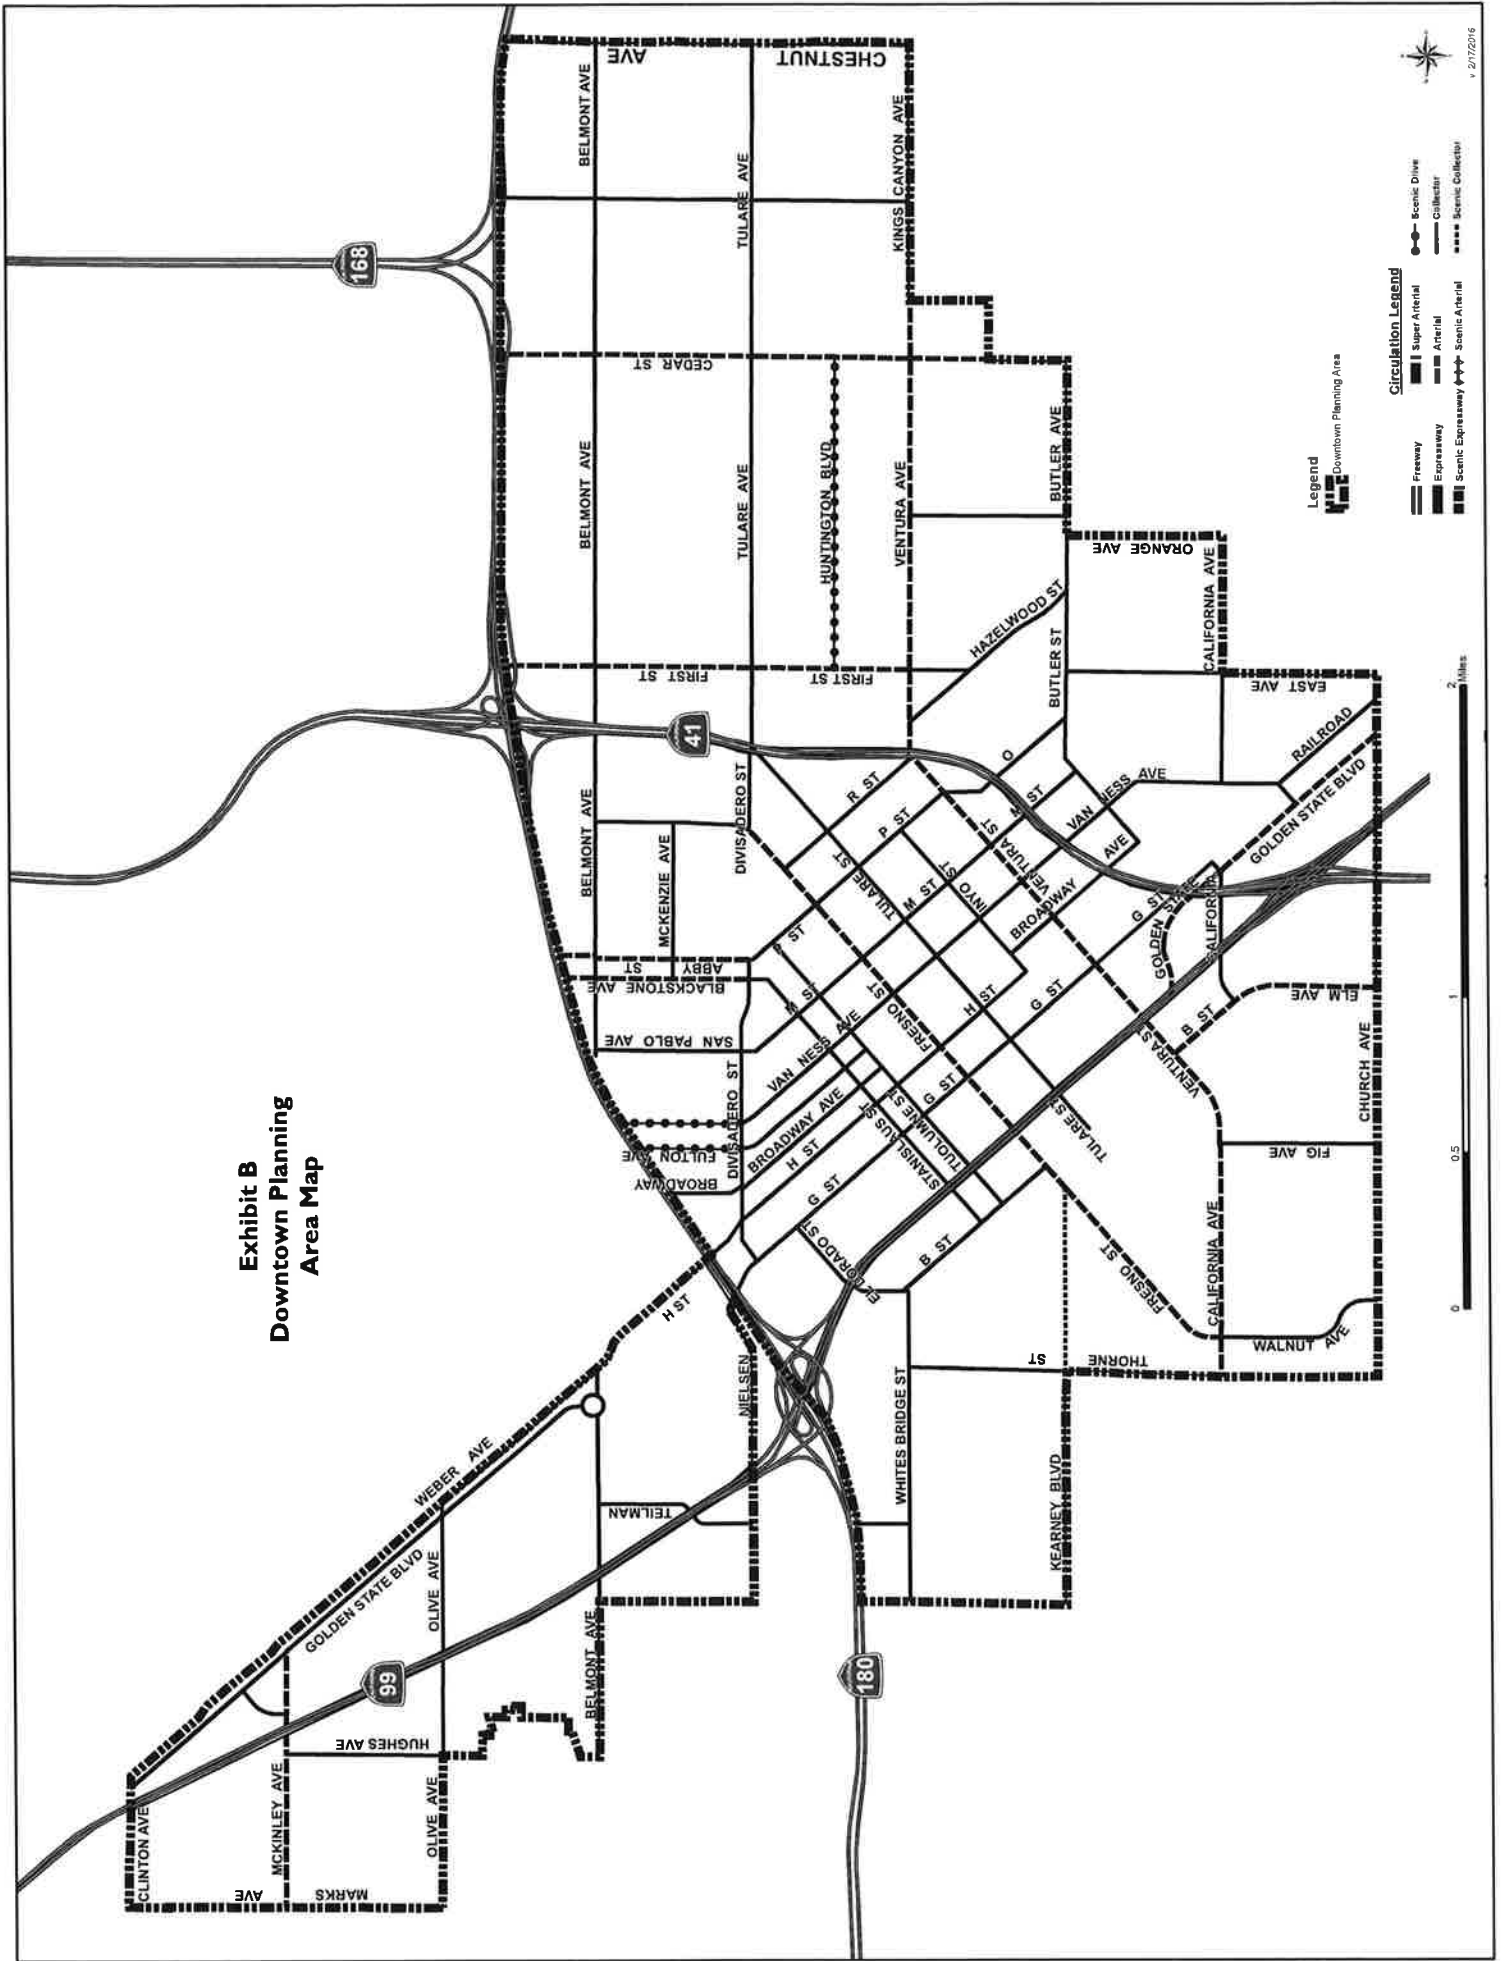 Exhibit B
Downtown Planning
Area Map
168
41
99
180
CHESTNUT
AVE
BELMONT AVE
TULARE AVE
KINGS CANYON AVE
CEDAR ST
BELMONT AVE
TULARE AVE
HUNTINGTON BLVD
VENTURA AVE
BUTLER AVE
ORANGE AVE
CALIFORNIA AVE
HAZELWOOD ST
BUTLER ST
FIRST ST
FIRST ST
EAST AVE
RAILROAD
GOLDEN STATE BLVD
VAN NESS AVE
O
R ST
P ST
DIVISADERO ST
BELMONT AVE
MCKENZIE AVE
TULARE ST
M ST
INYO ST
VENTURA ST
BROADWAY AVE
G ST
GOLDEN STATE
CALIFORNIA
ABBY
ST
BLACKSTONE AVE
SAN PABLO AVE
M ST
FRESNO ST
H ST
G ST
ELM AVE
B ST
VENTURA ST
CHURCH AVE
VAN NESS AVE
DIVISADERO ST
BROADWAY AVE
H ST
G ST
STANISLAUS ST
TUOLUMNE ST
G ST
TULARE ST
FIG AVE
FULTON AVE
BROADWAY
EL DORADO ST
B ST
FRESNO ST
CALIFORNIA AVE
WALNUT AVE
H ST
NIELSEN
WHITES BRIDGE ST
THORNE
ST
KEARNEY BLVD
WEBER AVE
TEILMAN
GOLDEN STATE BLVD
OLIVE AVE
BELMONT AVE
HUGHES AVE
MCKINLEY AVE
OLIVE AVE
CLINTON AVE
MARKS
AVE
Legend
Downtown Planning Area
Circulation Legend
Freeway
Super Arterial
Scenic Drive
Expressway
Arterial
Collector
Scenic Expressway
Scenic Arterial
Scenic Collector
0
0.5
1
2
Miles
v 2/17/2016